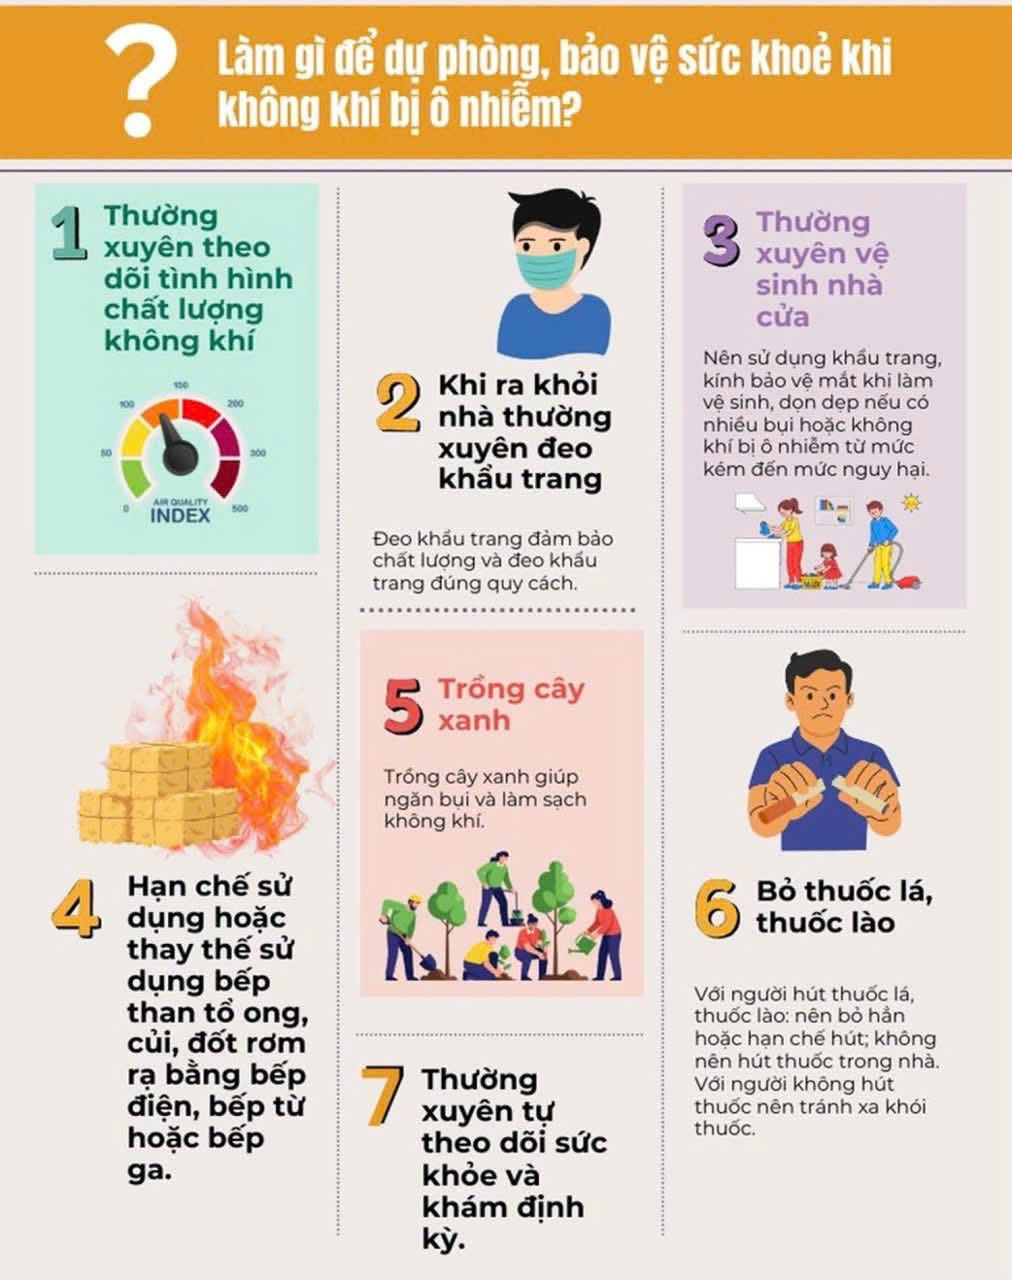 ?
Làm gì để dự phòng, bảo vệ sức khoẻ khi
không khí bị ô nhiễm?
1
Thường
xuyên theo
dõi tình hình
chất lượng
không khí
0
50
100
150
200
300
500
AIR QUALITY
INDEX
2
Khi ra khỏi
nhà thường
xuyên đeo
khẩu trang
Đeo khẩu trang đảm bảo
chất lượng và đeo khẩu
trang đúng quy cách.
3
Thường
xuyên vệ
sinh nhà
cửa
Nên sử dụng khẩu trang,
kính bảo vệ mắt khi làm
vệ sinh, dọn dẹp nếu có
nhiều bụi hoặc không
khí bị ô nhiễm từ mức
kém đến mức nguy hại.
4
Hạn chế sử
dụng hoặc
thay thế sử
dụng bếp
than tổ ong,
củi, đốt rơm
rạ bằng bếp
điện, bếp từ
hoặc bếp
ga.
5
Trồng cây
xanh
Trồng cây xanh giúp
ngăn bụi và làm sạch
không khí.
6
Bỏ thuốc lá,
thuốc lào
Với người hút thuốc lá,
thuốc lào: nên bỏ hẳn
hoặc hạn chế hút; không
nên hút thuốc trong nhà.
Với người không hút
thuốc nên tránh xa khói
thuốc.
7
Thường
xuyên tự
theo dõi sức
khỏe và
khám định
kỳ.